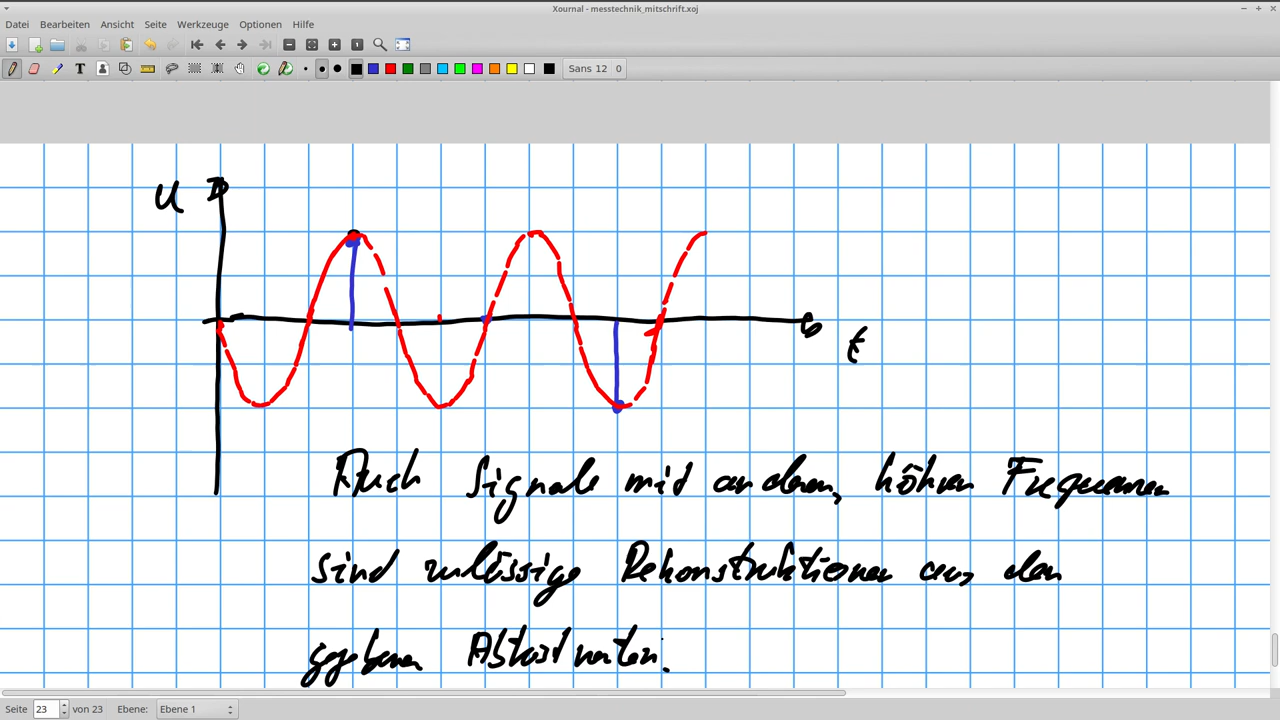 Xournal - messtechnik_mitschrift.xoj
Datei Bearbeiten Ansicht Seite Werkzeuge Optionen Hilfe
T Sans 12 0
U
t
Auch Signale mit anderen, höhren Frequenzen
sind zulässige Rekonstruktionen aus den
gegebenen Abtastwerten.
Seite 23 von 23 Ebene: Ebene 1